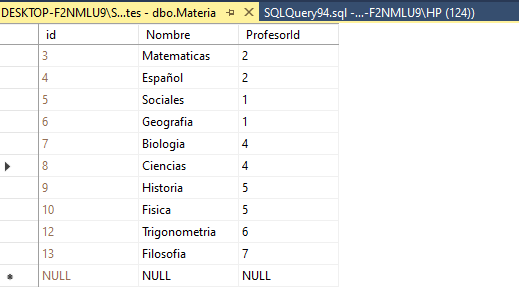 DESKTOP-F2NMLU9\S...tes - dbo.Materia SQLQuery94.sql -...-F2NMLU9\HP (124))
id Nombre ProfesorId
3 Matematicas 2
4 Español 2
5 Sociales 1
6 Geografia 1
7 Biologia 4
8 Ciencias 4
9 Historia 5
10 Fisica 5
12 Trigonometria 6
13 Filosofia 7
NULL NULL NULL